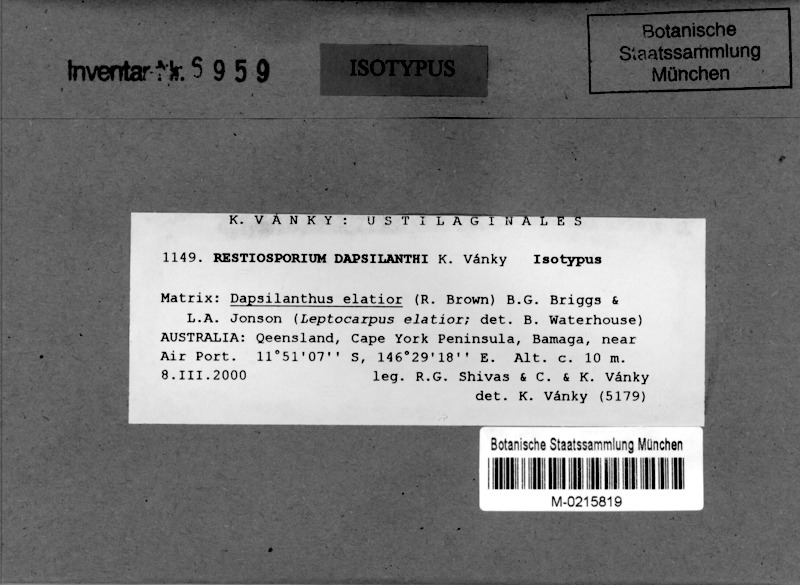 Inventar-Nr. 5959
ISOTYPUS
Botanische
Staatssammlung
München
K. VÁNKY: USTILAGINALES
1149. RESTIOSPORIUM DAPSILANTHI K. Vánky Isotypus
Matrix: Dapsilanthus elatior (R. Brown) B.G. Briggs &
L.A. Jonson (Leptocarpus elatior; det. B. Waterhouse)
AUSTRALIA: Qeensland, Cape York Peninsula, Bamaga, near
Air Port. 11°51'07'' S, 146°29'18'' E. Alt. c. 10 m.
8.III.2000 leg. R.G. Shivas & C. & K. Vánky
det. K. Vánky (5179)
Botanische Staatssammlung München
M-0215819